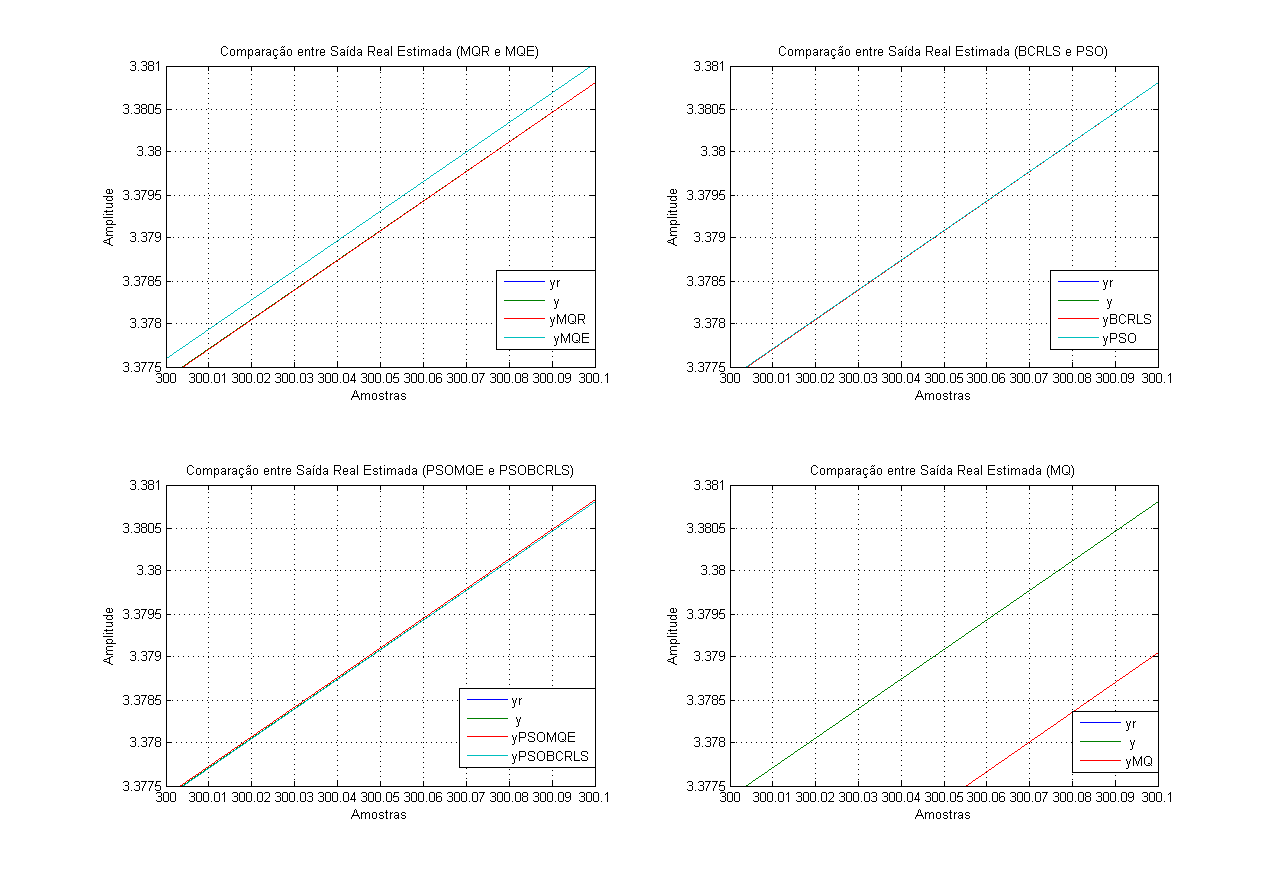 Comparação entre Saída Real Estimada (MQR e MQE)
3.381
3.3805
3.38
3.3795
3.379
3.3785
3.378
3.3775
Amplitude
yr
y
yMQR
yMQE
300 300.01 300.02 300.03 300.04 300.05 300.06 300.07 300.08 300.09 300.1
Amostras
Comparação entre Saída Real Estimada (BCRLS e PSO)
3.381
3.3805
3.38
3.3795
3.379
3.3785
3.378
3.3775
Amplitude
yr
y
yBCRLS
yPSO
300 300.01 300.02 300.03 300.04 300.05 300.06 300.07 300.08 300.09 300.1
Amostras
Comparação entre Saída Real Estimada (PSOMQE e PSOBCRLS)
3.381
3.3805
3.38
3.3795
3.379
3.3785
3.378
3.3775
Amplitude
yr
y
yPSOMQE
yPSOBCRLS
300 300.01 300.02 300.03 300.04 300.05 300.06 300.07 300.08 300.09 300.1
Amostras
Comparação entre Saída Real Estimada (MQ)
3.381
3.3805
3.38
3.3795
3.379
3.3785
3.378
3.3775
Amplitude
yr
y
yMQ
300 300.01 300.02 300.03 300.04 300.05 300.06 300.07 300.08 300.09 300.1
Amostras